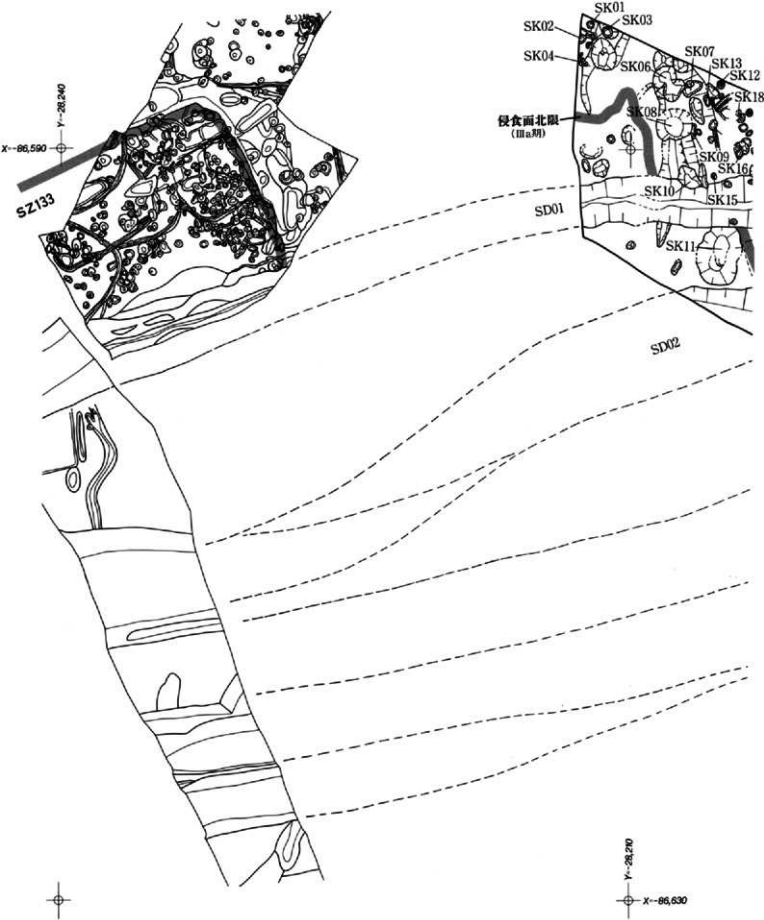 SK01
SK02
SK03
SK04
SK06
SK07
SK13
SK12
SK18
SK08
侵食面北限
(Ⅲa期)
SK09
SK16
SK10
SK15
SD01
SK11
SD02
Y=-28,240
X=-86,590
SZ133
Y=-28,210
X=-86,630